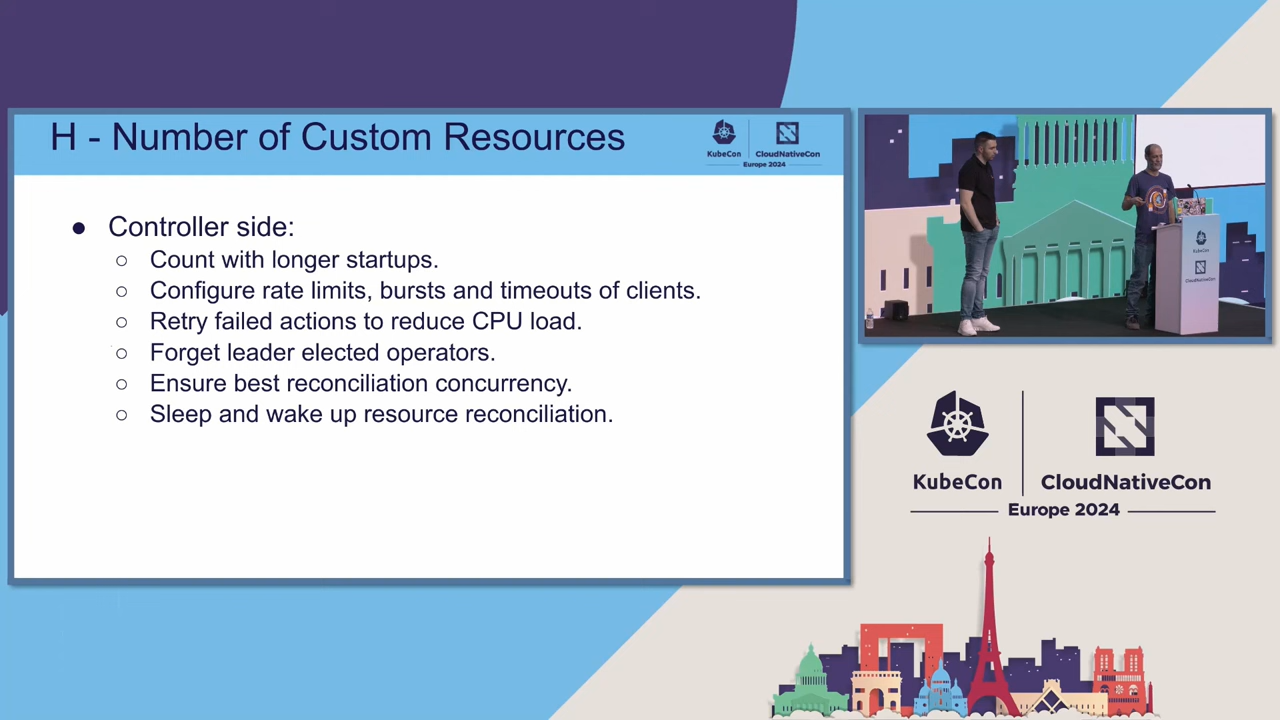 H - Number of Custom Resources
KubeCon
CloudNativeCon
Europe 2024
● Controller side:
○ Count with longer startups.
○ Configure rate limits, bursts and timeouts of clients.
○ Retry failed actions to reduce CPU load.
○ Forget leader elected operators.
○ Ensure best reconciliation concurrency.
○ Sleep and wake up resource reconciliation.
KubeCon
CloudNativeCon
KubeCon
CloudNativeCon
Europe 2024